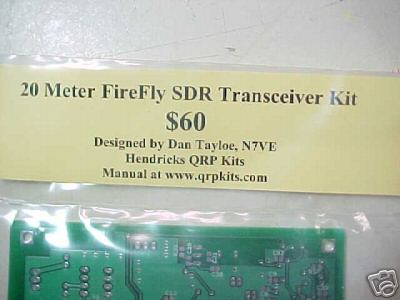 20 Meter FireFly SDR Transceiver Kit
$60
Designed by Dan Tayloe, N7VE
Hendricks QRP Kits
Manual at www.qrpkits.com